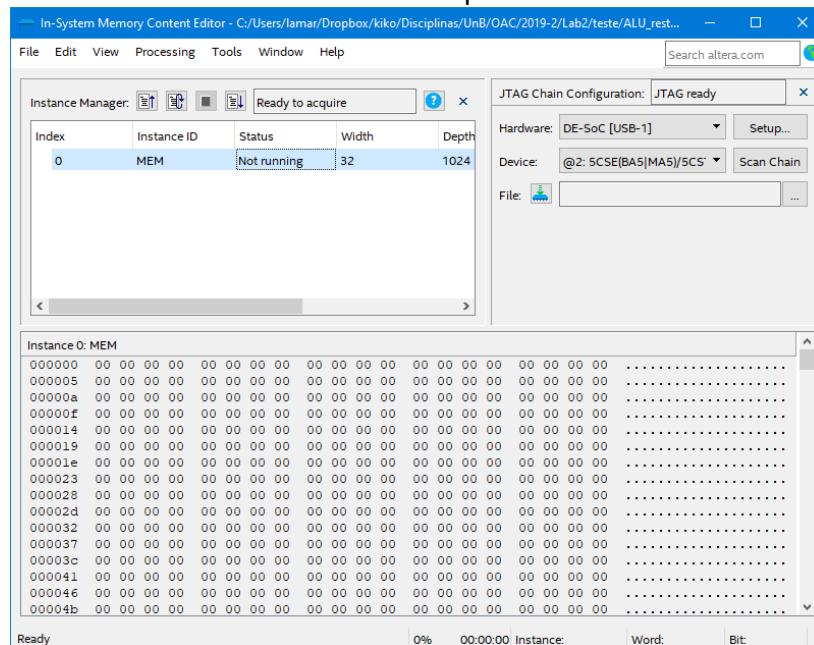 In-System Memory Content Editor - C:/Users/lamar/Dropbox/kiko/Disciplinas/UnB/OAC/2019-2/Lab2/teste/ALU_rest...
File Edit View Processing Tools Window Help
Search altera.com
Instance Manager: Ready to acquire
Index Instance ID Status Width Depth
0 MEM Not running 32 1024
JTAG Chain Configuration: JTAG ready
Hardware: DE-SoC [USB-1] Setup...
Device: @2: 5CSE(BA5|MA5)/5CS Scan Chain
File: ...
Instance 0: MEM
000000 00 00 00 00 00 00 00 00 00 00 00 00 00 00 00 00 00 00 00 00 ....................
000005 00 00 00 00 00 00 00 00 00 00 00 00 00 00 00 00 00 00 00 00 ....................
00000a 00 00 00 00 00 00 00 00 00 00 00 00 00 00 00 00 00 00 00 00 ....................
00000f 00 00 00 00 00 00 00 00 00 00 00 00 00 00 00 00 00 00 00 00 ....................
000014 00 00 00 00 00 00 00 00 00 00 00 00 00 00 00 00 00 00 00 00 ....................
000019 00 00 00 00 00 00 00 00 00 00 00 00 00 00 00 00 00 00 00 00 ....................
00001e 00 00 00 00 00 00 00 00 00 00 00 00 00 00 00 00 00 00 00 00 ....................
000023 00 00 00 00 00 00 00 00 00 00 00 00 00 00 00 00 00 00 00 00 ....................
000028 00 00 00 00 00 00 00 00 00 00 00 00 00 00 00 00 00 00 00 00 ....................
00002d 00 00 00 00 00 00 00 00 00 00 00 00 00 00 00 00 00 00 00 00 ....................
000032 00 00 00 00 00 00 00 00 00 00 00 00 00 00 00 00 00 00 00 00 ....................
000037 00 00 00 00 00 00 00 00 00 00 00 00 00 00 00 00 00 00 00 00 ....................
00003c 00 00 00 00 00 00 00 00 00 00 00 00 00 00 00 00 00 00 00 00 ....................
000041 00 00 00 00 00 00 00 00 00 00 00 00 00 00 00 00 00 00 00 00 ....................
000046 00 00 00 00 00 00 00 00 00 00 00 00 00 00 00 00 00 00 00 00 ....................
00004b 00 00 00 00 00 00 00 00 00 00 00 00 00 00 00 00 00 00 00 00 ....................
Ready 0% 00:00:00 Instance: Word: Bit: